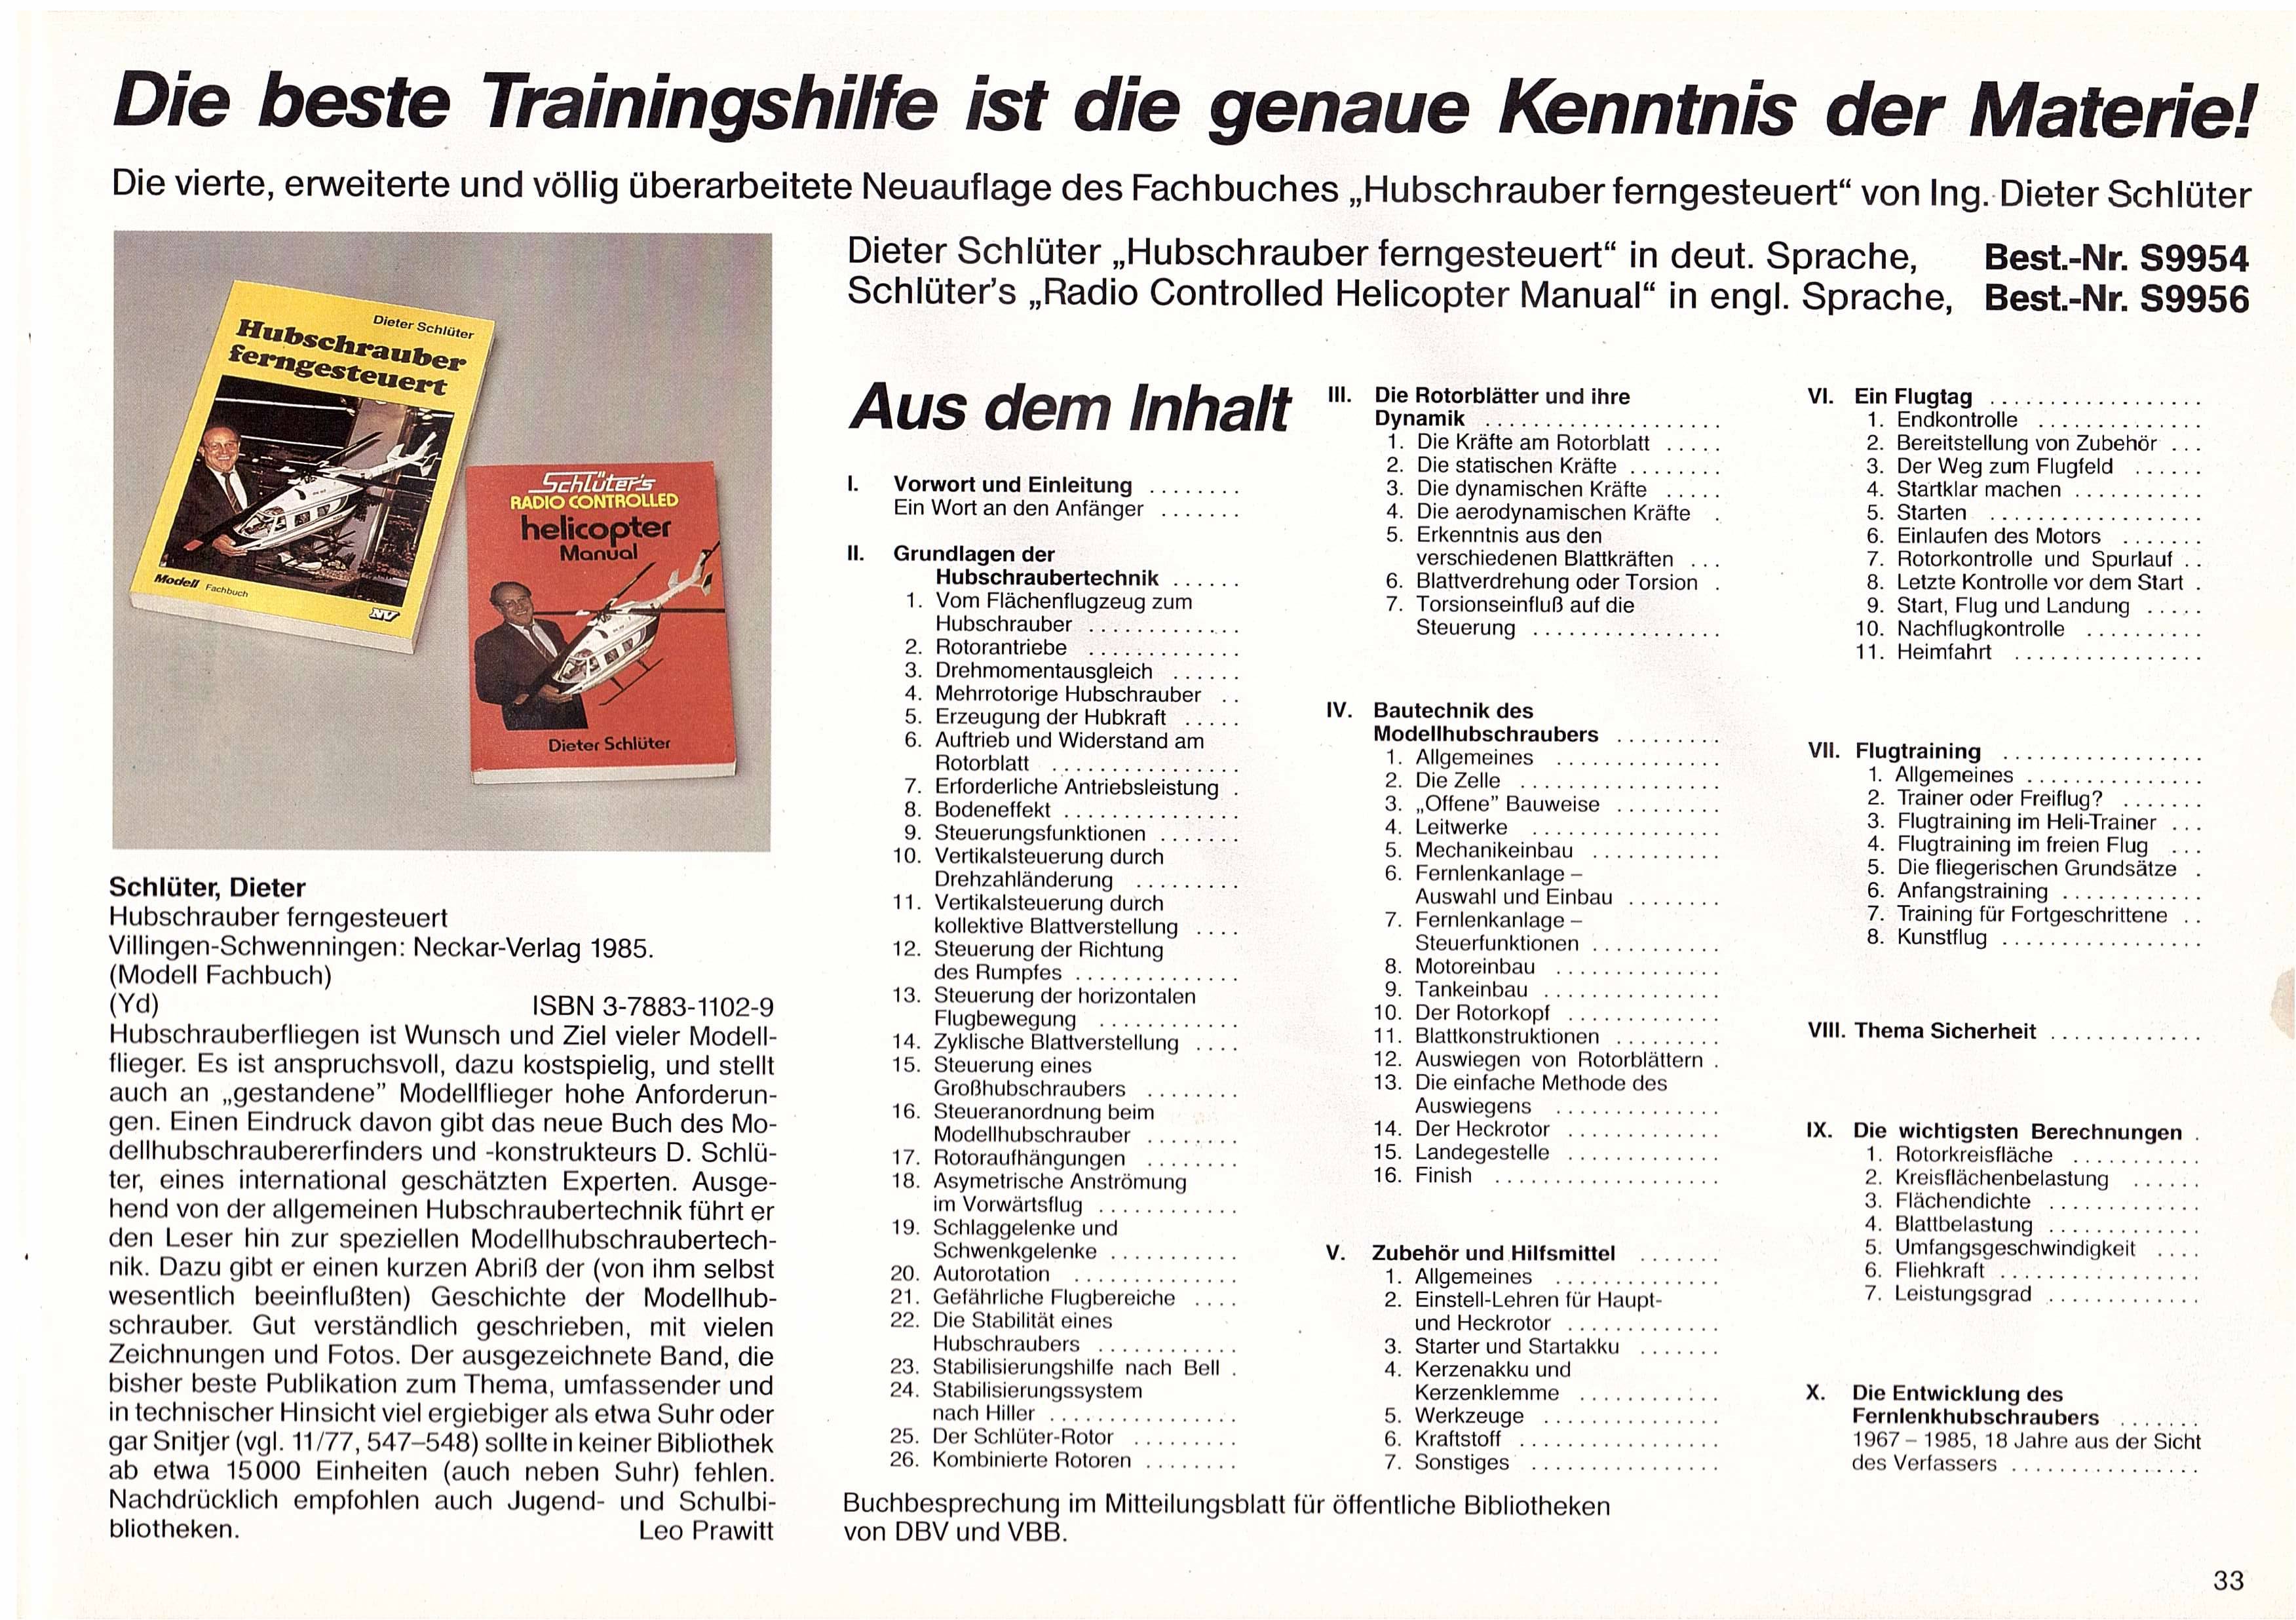 Die beste Trainingshilfe ist die genaue Kenntnis der Materie!
Die vierte, erweiterte und völlig überarbeitete Neuauflage des Fachbuches „Hubschrauber ferngesteuert“ von Ing. Dieter Schlüter
Dieter Schlüter „Hubschrauber ferngesteuert“ in deut. Sprache, Best.-Nr. S9954
Schlüter's „Radio Controlled Helicopter Manual“ in engl. Sprache, Best.-Nr. S9956
Dieter Schlüter
Hubschrauber
ferngesteuert
Modell Fachbuch
NV
Schlüter's
RADIO CONTROLLED
helicopter
Manual
Dieter Schlüter
Schlüter, Dieter
Hubschrauber ferngesteuert
Villingen-Schwenningen: Neckar-Verlag 1985.
(Modell Fachbuch)
(Yd) ISBN 3-7883-1102-9
Hubschrauberfliegen ist Wunsch und Ziel vieler Modell-
flieger. Es ist anspruchsvoll, dazu kostspielig, und stellt
auch an „gestandene” Modellflieger hohe Anforderun-
gen. Einen Eindruck davon gibt das neue Buch des Mo-
dellhubschraubererfinders und -konstrukteurs D. Schlü-
ter, eines international geschätzten Experten. Ausge-
hend von der allgemeinen Hubschraubertechnik führt er
den Leser hin zur speziellen Modellhubschraubertech-
nik. Dazu gibt er einen kurzen Abriß der (von ihm selbst
wesentlich beeinflußten) Geschichte der Modellhub-
schrauber. Gut verständlich geschrieben, mit vielen
Zeichnungen und Fotos. Der ausgezeichnete Band, die
bisher beste Publikation zum Thema, umfassender und
in technischer Hinsicht viel ergiebiger als etwa Suhr oder
gar Snitjer (vgl. 11/77, 547–548) sollte in keiner Bibliothek
ab etwa 15000 Einheiten (auch neben Suhr) fehlen.
Nachdrücklich empfohlen auch Jugend- und Schulbi-
bliotheken. Leo Prawitt
Aus dem Inhalt
I. Vorwort und Einleitung ........
Ein Wort an den Anfänger .......
II. Grundlagen der
Hubschraubertechnik ......
1. Vom Flächenflugzeug zum
Hubschrauber .............
2. Rotorantriebe .............
3. Drehmomentausgleich ......
4. Mehrrotorige Hubschrauber ..
5. Erzeugung der Hubkraft .....
6. Auftrieb und Widerstand am
Rotorblatt ................
7. Erforderliche Antriebsleistung .
8. Bodeneffekt ...............
9. Steuerungsfunktionen .......
10. Vertikalsteuerung durch
Drehzahländerung .........
11. Vertikalsteuerung durch
kollektive Blattverstellung ....
12. Steuerung der Richtung
des Rumpfes ..............
13. Steuerung der horizontalen
Flugbewegung ............
14. Zyklische Blattverstellung ....
15. Steuerung eines
Großhubschraubers ........
16. Steueranordnung beim
Modellhubschrauber ........
17. Rotoraufhängungen ........
18. Asymetrische Anströmung
im Vorwärtsflug ............
19. Schlaggelenke und
Schwenkgelenke ...........
20. Autorotation ..............
21. Gefährliche Flugbereiche ....
22. Die Stabilität eines
Hubschraubers ............
23. Stabilisierungshilfe nach Bell .
24. Stabilisierungssystem
nach Hiller ................
25. Der Schlüter-Rotor .........
26. Kombinierte Rotoren ........
III. Die Rotorblätter und ihre
Dynamik ....................
1. Die Kräfte am Rotorblatt .....
2. Die statischen Kräfte ........
3. Die dynamischen Kräfte .....
4. Die aerodynamischen Kräfte .
5. Erkenntnis aus den
verschiedenen Blattkräften ...
6. Blattverdrehung oder Torsion .
7. Torsionseinfluß auf die
Steuerung ................
IV. Bautechnik des
Modellhubschraubers .........
1. Allgemeines ..............
2. Die Zelle .................
3. „Offene” Bauweise .........
4. Leitwerke ................
5. Mechanikeinbau ...........
6. Fernlenkanlage –
Auswahl und Einbau ........
7. Fernlenkanlage –
Steuerfunktionen ...........
8. Motoreinbau ..............
9. Tankeinbau ...............
10. Der Rotorkopf .............
11. Blattkonstruktionen .........
12. Auswiegen von Rotorblättern .
13. Die einfache Methode des
Auswiegens ..............
14. Der Heckrotor .............
15. Landegestelle .............
16. Finish ...................
V. Zubehör und Hilfsmittel .......
1. Allgemeines ..............
2. Einstell-Lehren für Haupt-
und Heckrotor .............
3. Starter und Startakku .......
4. Kerzenakku und
Kerzenklemme ............
5. Werkzeuge ...............
6. Kraftstoff .................
7. Sonstiges ................
VI. Ein Flugtag ..................
1. Endkontrolle ..............
2. Bereitstellung von Zubehör ...
3. Der Weg zum Flugfeld ......
4. Startklar machen ...........
5. Starten ..................
6. Einlaufen des Motors .......
7. Rotorkontrolle und Spurlauf ..
8. Letzte Kontrolle vor dem Start .
9. Start, Flug und Landung .....
10. Nachflugkontrolle ..........
11. Heimfahrt ................
VII. Flugtraining .................
1. Allgemeines ...............
2. Trainer oder Freiflug? .......
3. Flugtraining im Heli-Trainer ...
4. Flugtraining im freien Flug ...
5. Die fliegerischen Grundsätze .
6. Anfangstraining ............
7. Training für Fortgeschrittene ..
8. Kunstflug .................
VIII. Thema Sicherheit .............
IX. Die wichtigsten Berechnungen .
1. Rotorkreisfläche ...........
2. Kreisflächenbelastung ......
3. Flächendichte .............
4. Blattbelastung .............
5. Umfangsgeschwindigkeit ....
6. Fliehkraft .................
7. Leistungsgrad .............
X. Die Entwicklung des
Fernlenkhubschraubers .......
1967 – 1985, 18 Jahre aus der Sicht
des Verfassers ................
Buchbesprechung im Mitteilungsblatt für öffentliche Bibliotheken
von DBV und VBB.
33